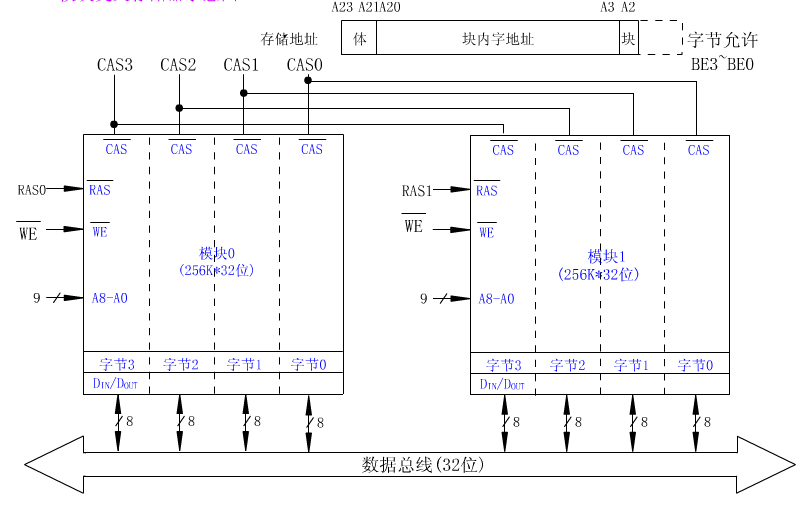 A23 A21A20 A3 A2
存储地址 体 块内字地址 块 字节允许
BE3~BE0
CAS3 CAS2 CAS1 CAS0
CAS CAS CAS CAS CAS CAS CAS CAS
RAS0 RAS RAS1 RAS
WE WE WE WE
模块0
(256K*32位)
模块1
(256K*32位)
9 A8-A0 9 A8-A0
字节3 字节2 字节1 字节0 字节3 字节2 字节1 字节0
DIN/DOUT DIN/DOUT
8 8 8 8 8 8 8 8
数据总线(32位)